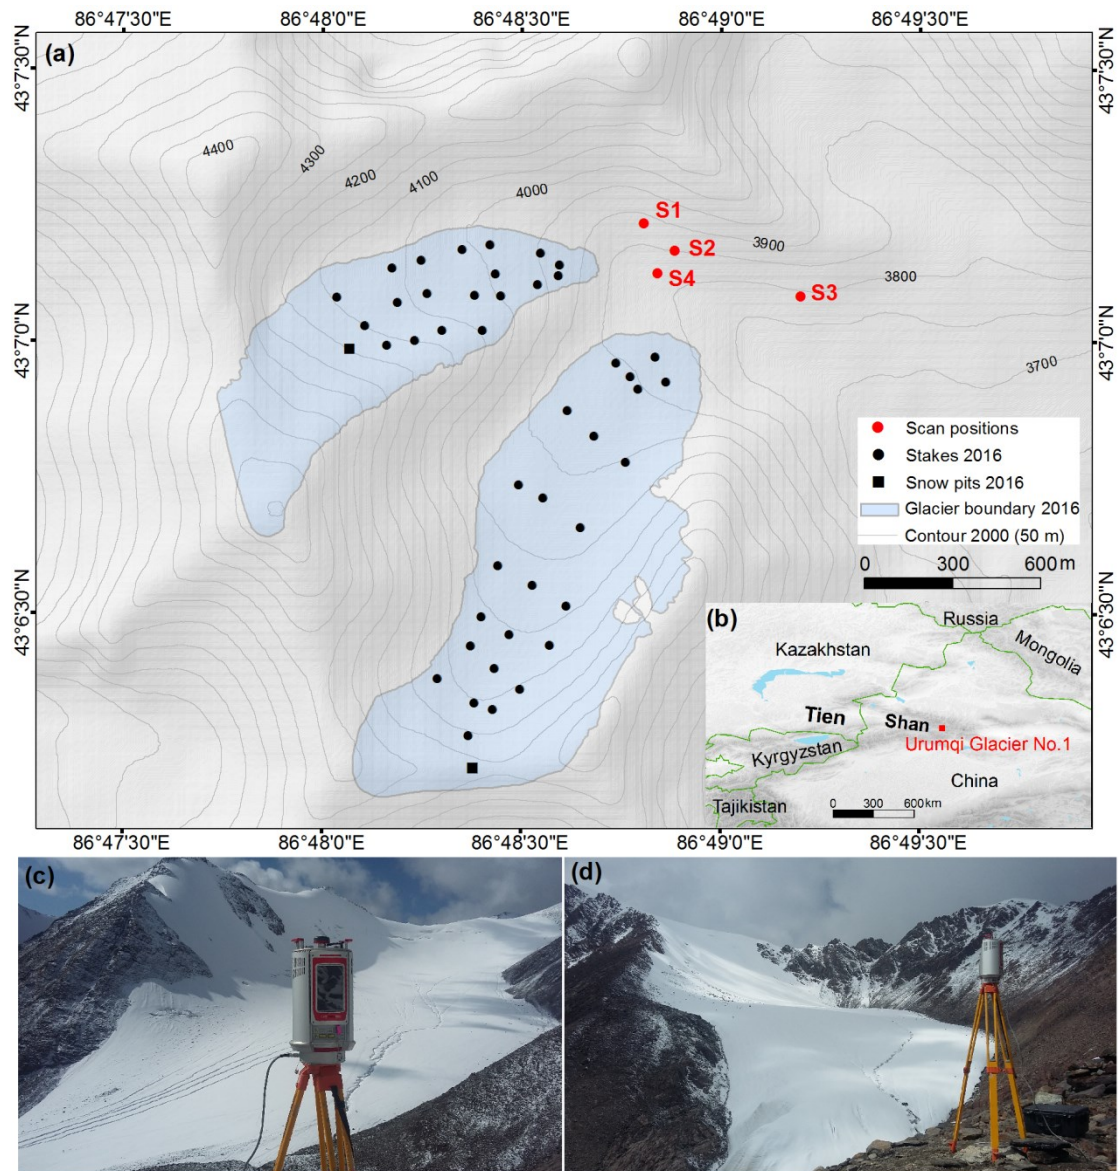 86°47'30"E 86°48'0"E 86°48'30"E 86°49'0"E 86°49'30"E
(a)
43°7'30"N 43°7'30"N
4400
4300
4200
4100
4000
S1
S2
3900
S4
3800
S3
43°7'0"N 43°7'0"N
3700
Scan positions
Stakes 2016
Snow pits 2016
Glacier boundary 2016
Contour 2000 (50 m)
0 300 600 m
43°6'30"N 43°6'30"N
(b)
Russia
Kazakhstan
Mongolia
Tien Shan
Urumqi Glacier No.1
Kyrgyzstan
China
Tajikistan
0 300 600 km
86°47'30"E 86°48'0"E 86°48'30"E 86°49'0"E 86°49'30"E
(c) (d)